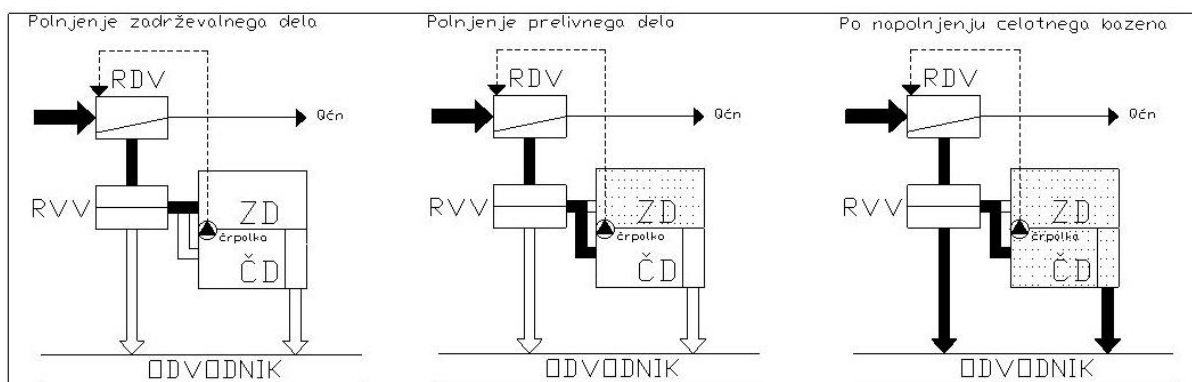 Polnjenje zadrževalnega dela
RDV
Qčn
RVV
ZD
črpalka
ČD
ODVODNIK
Polnjenje prelivnega dela
RDV
Qčn
RVV
ZD
črpalka
ČD
ODVODNIK
Po napolnjenju celotnega bazena
RDV
Qčn
RVV
ZD
črpalka
ČD
ODVODNIK